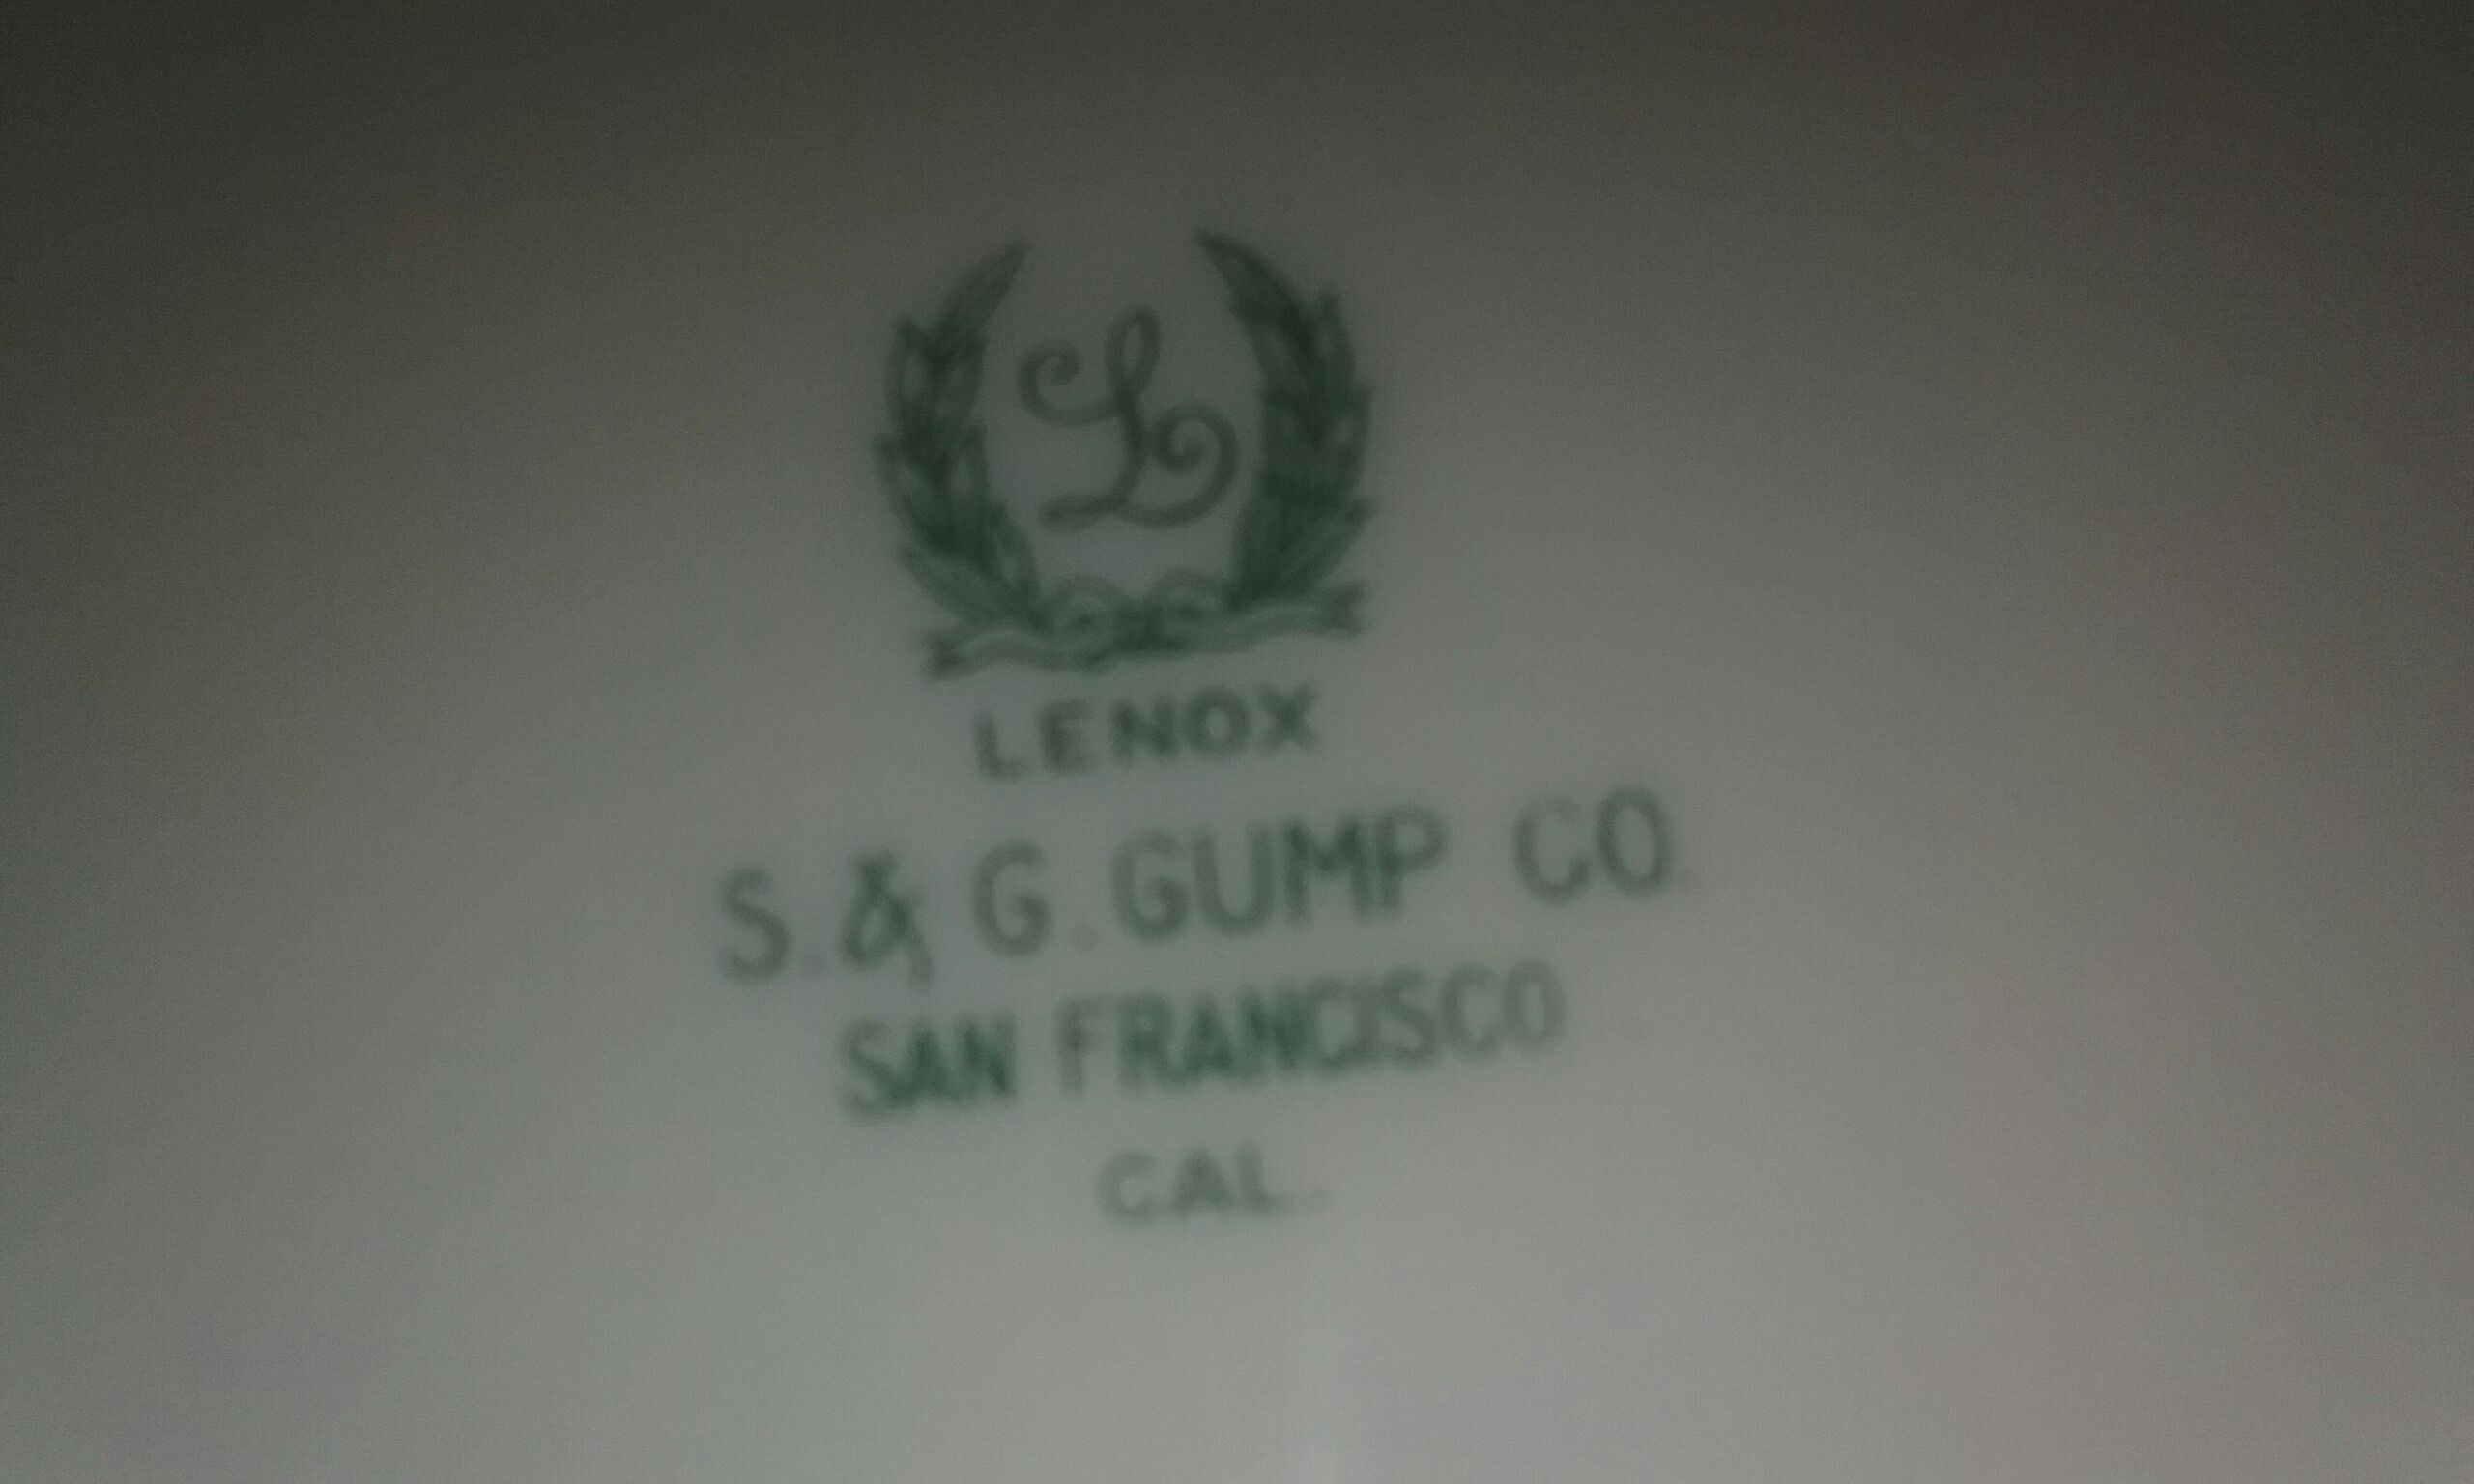 L
LENOX
S. & G. GUMP CO.
SAN FRANCISCO
CAL.